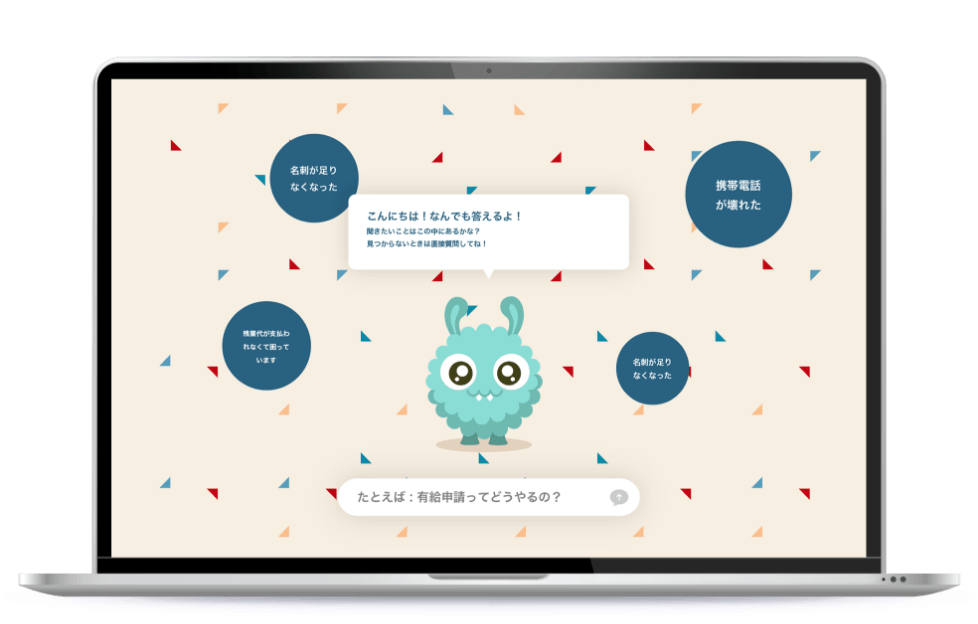 名刺が足り
なくなった
携帯電話
が壊れた
こんにちは！なんでも答えるよ！
聞きたいことはこの中にあるかな？
見つからないときは直接質問してね！
残業代が支払わ
れなくて困って
います
名刺が足り
なくなった
たとえば：有給申請ってどうやるの？